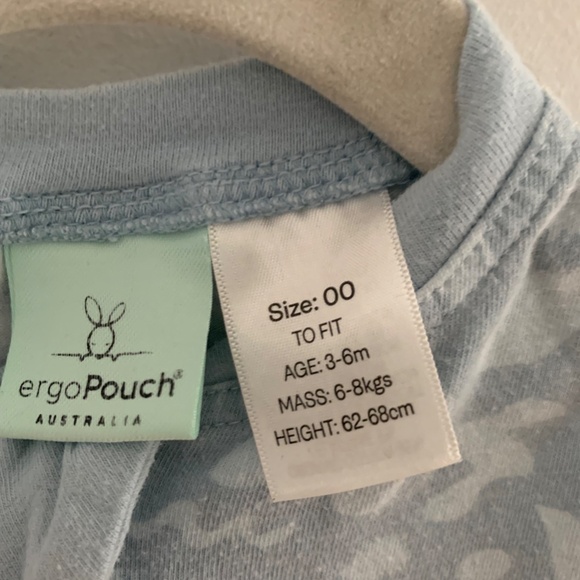 ergoPouch®
AUSTRALIA
Size: 00
TO FIT
AGE: 3-6m
MASS: 6-8kgs
HEIGHT: 62-68cm